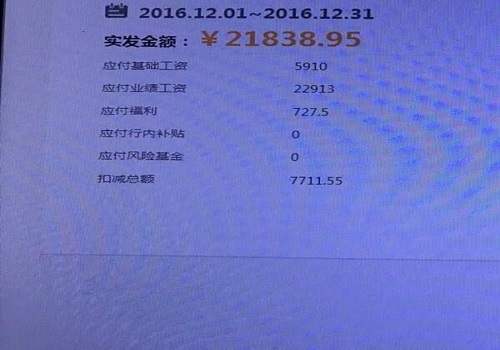 2016.12.01~2016.12.31
实发金额：￥21838.95
应付基础工资 5910
应付业绩工资 22913
应付福利 727.5
应付行内补贴 0
应付风险基金 0
扣减总额 7711.55